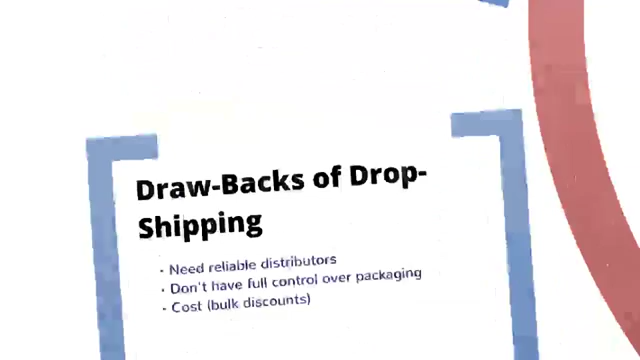 Draw-Backs of Drop-
Shipping
· Need reliable distributors
· Don't have full control over packaging
· Cost (bulk discounts)